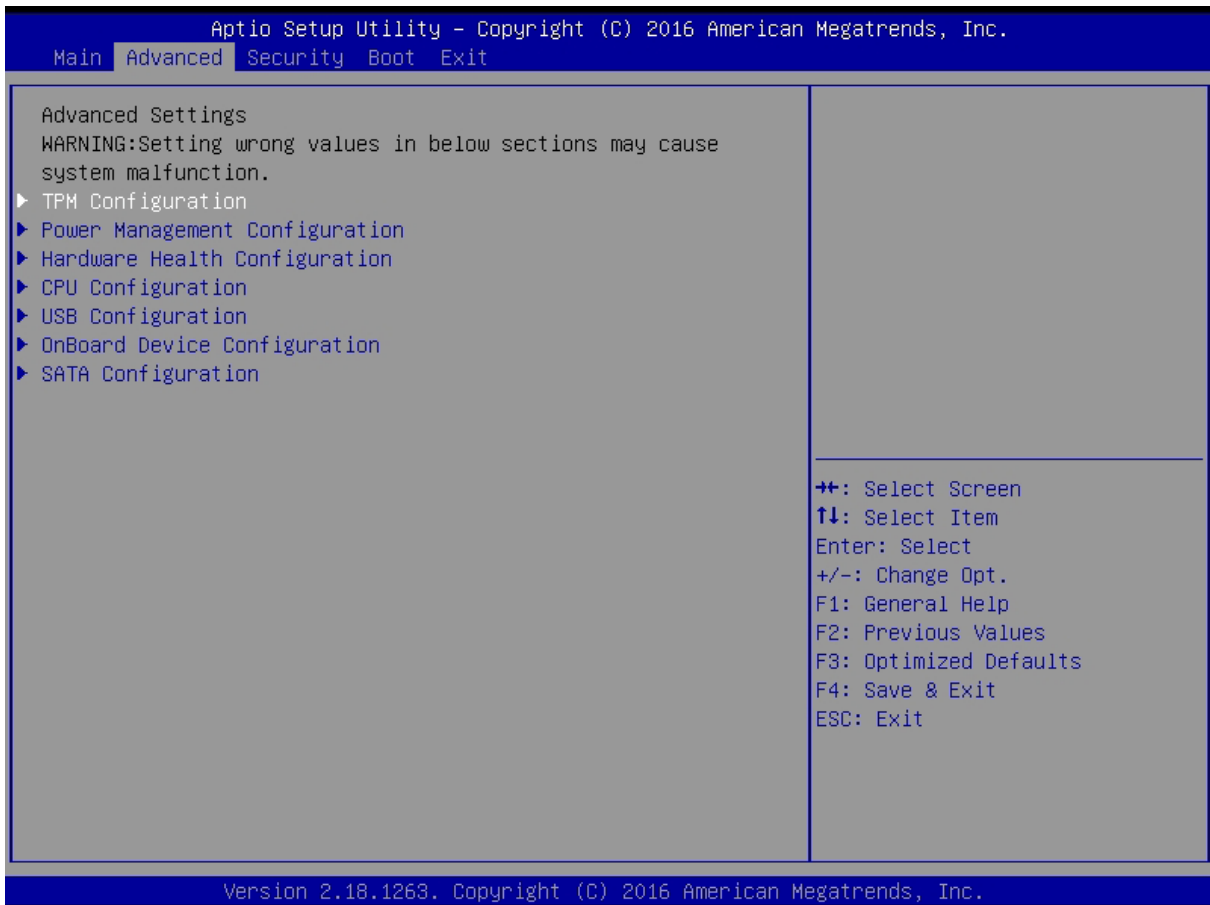 Aptio Setup Utility – Copyright (C) 2016 American Megatrends, Inc.
Main Advanced Security Boot Exit
Advanced Settings
WARNING:Setting wrong values in below sections may cause
system malfunction.
▶ TPM Configuration
▶ Power Management Configuration
▶ Hardware Health Configuration
▶ CPU Configuration
▶ USB Configuration
▶ OnBoard Device Configuration
▶ SATA Configuration
→←: Select Screen
↑↓: Select Item
Enter: Select
+/-: Change Opt.
F1: General Help
F2: Previous Values
F3: Optimized Defaults
F4: Save & Exit
ESC: Exit
Version 2.18.1263. Copyright (C) 2016 American Megatrends, Inc.